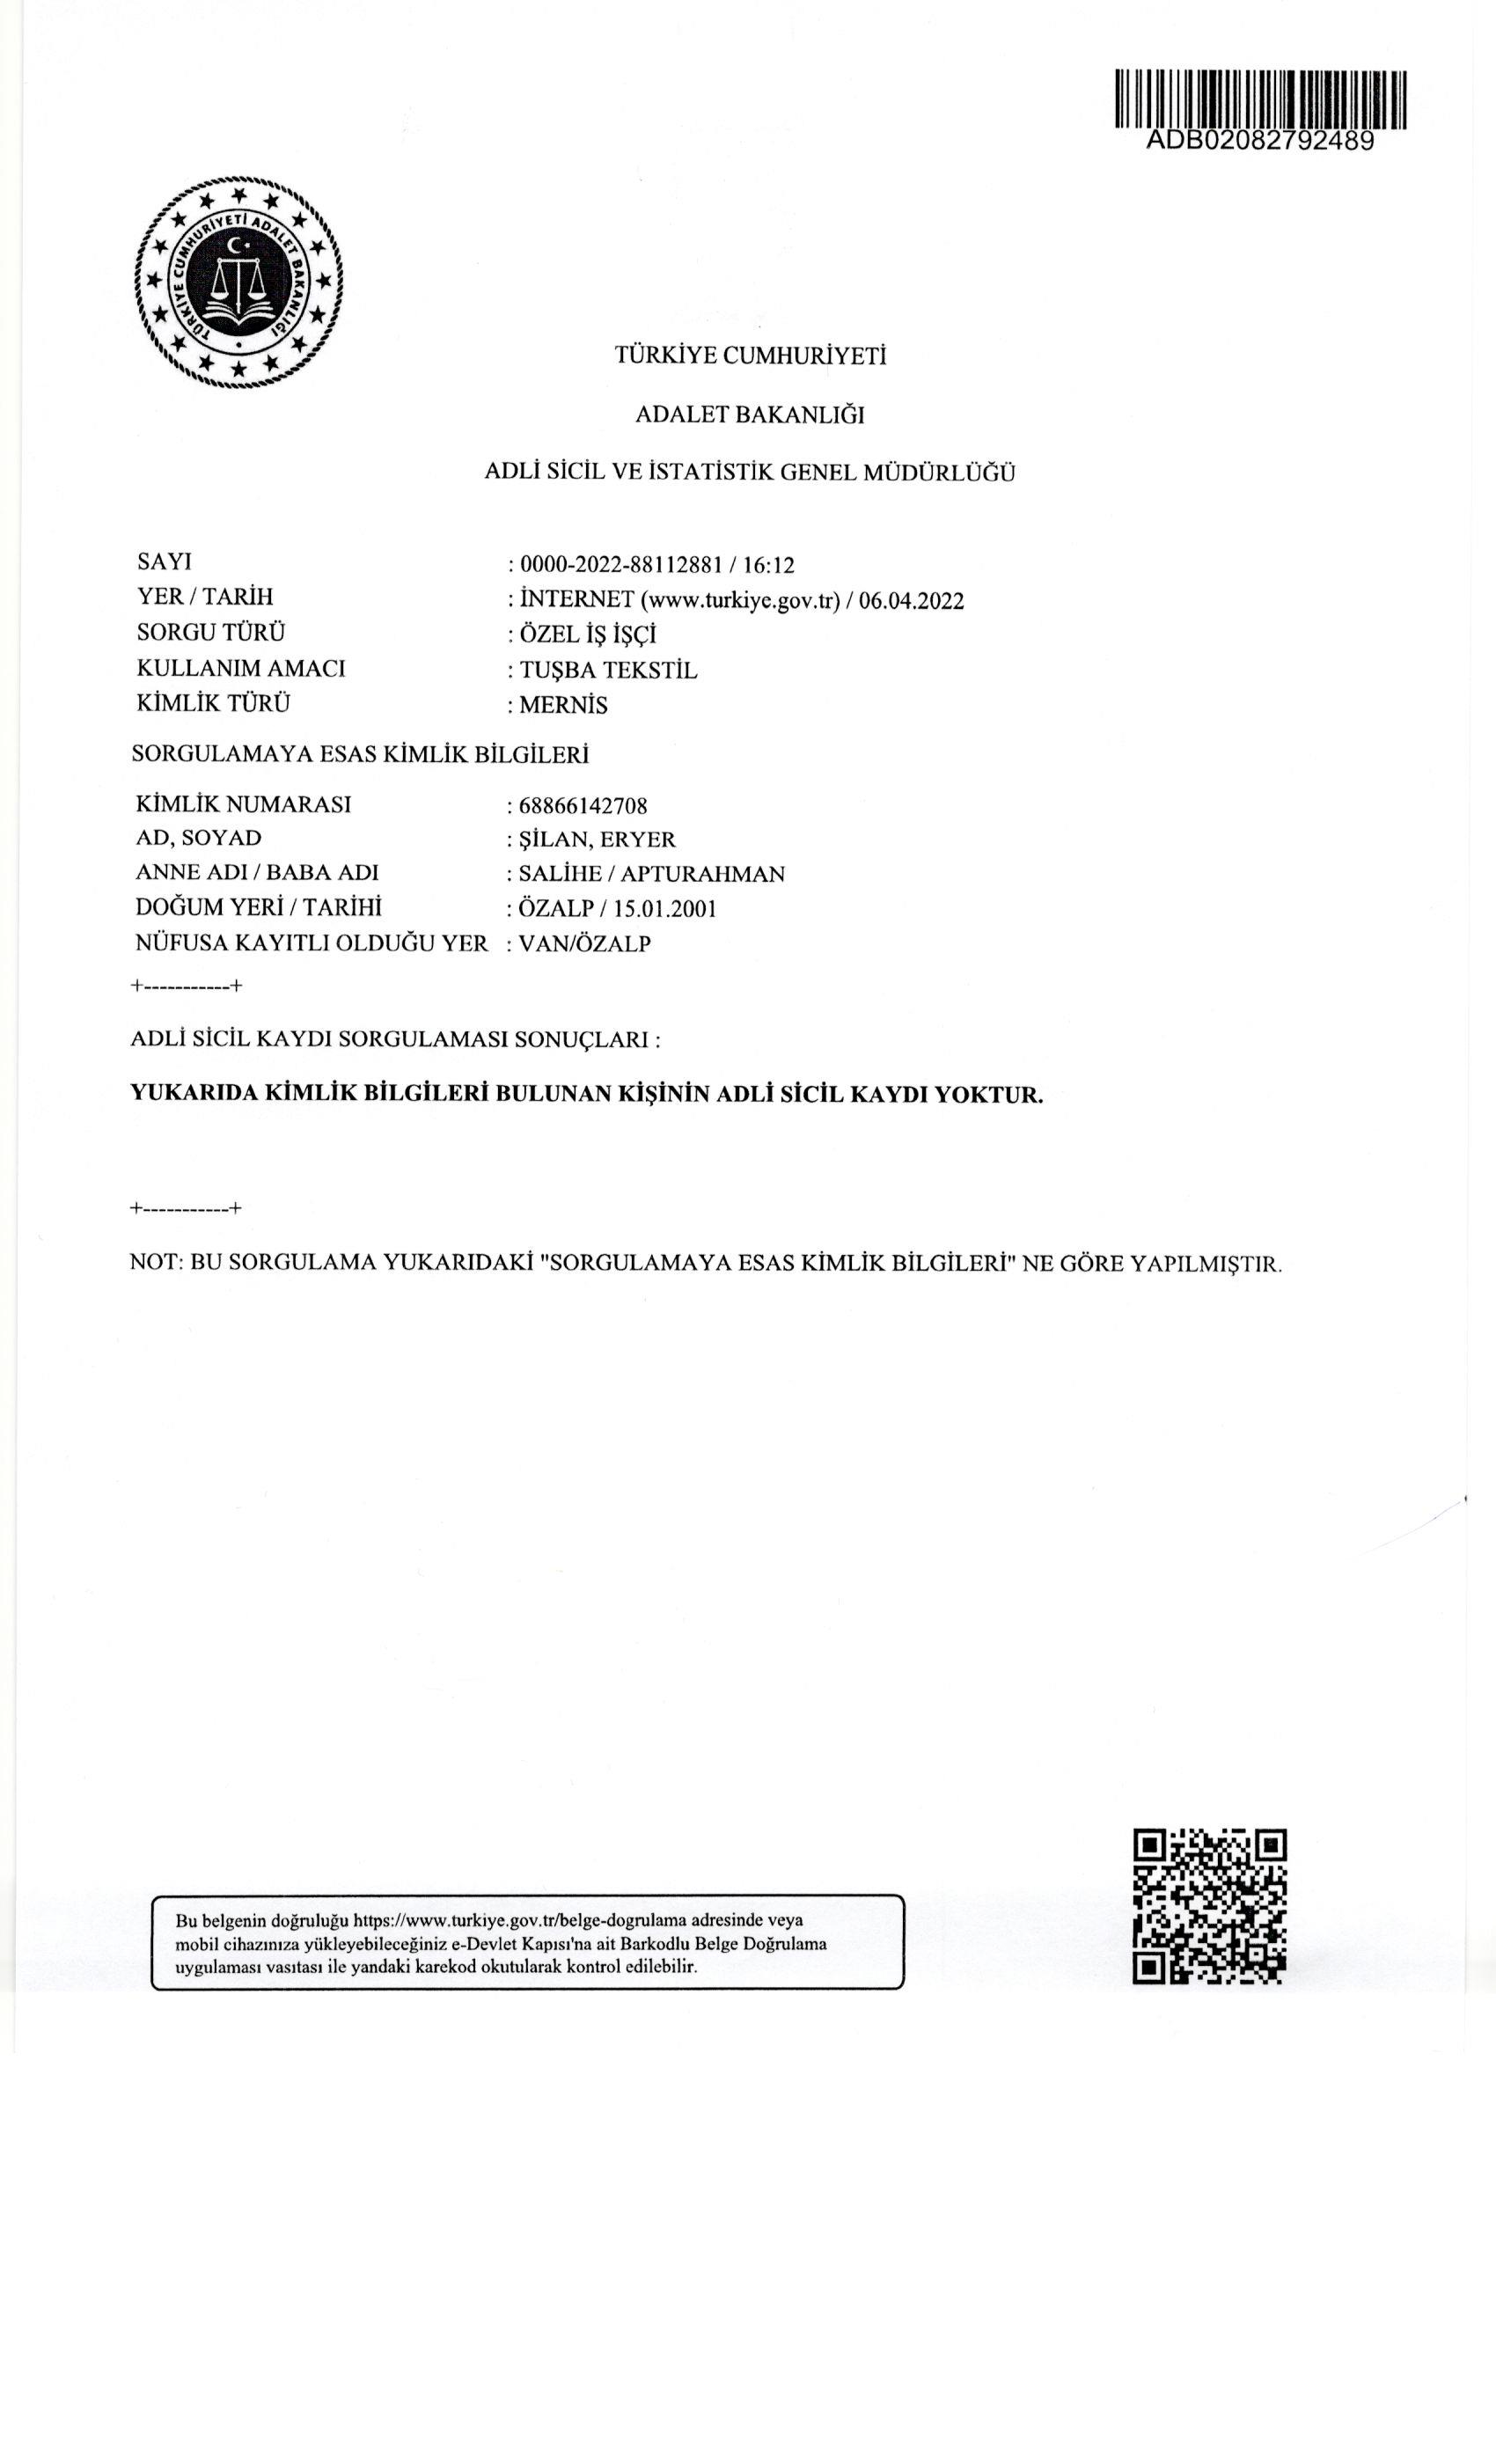 ADB02082792489
TÜRKİYE CUMHURİYETİ ADALET BAKANLIĞI
TÜRKİYE CUMHURİYETİ
ADALET BAKANLIĞI
ADLİ SİCİL VE İSTATİSTİK GENEL MÜDÜRLÜĞÜ
SAYI : 0000-2022-88112881 / 16:12
YER / TARİH : İNTERNET (www.turkiye.gov.tr) / 06.04.2022
SORGU TÜRÜ : ÖZEL İŞ İŞÇİ
KULLANIM AMACI : TUŞBA TEKSTİL
KİMLİK TÜRÜ : MERNİS
SORGULAMAYA ESAS KİMLİK BİLGİLERİ
KİMLİK NUMARASI : 68866142708
AD, SOYAD : ŞİLAN, ERYER
ANNE ADI / BABA ADI : SALİHE / APTURAHMAN
DOĞUM YERİ / TARİHİ : ÖZALP / 15.01.2001
NÜFUSA KAYITLI OLDUĞU YER : VAN/ÖZALP
+-----------+
ADLİ SİCİL KAYDI SORGULAMASI SONUÇLARI :
YUKARIDA KİMLİK BİLGİLERİ BULUNAN KİŞİNİN ADLİ SİCİL KAYDI YOKTUR.
+-----------+
NOT: BU SORGULAMA YUKARIDAKİ "SORGULAMAYA ESAS KİMLİK BİLGİLERİ" NE GÖRE YAPILMIŞTIR.
Bu belgenin doğruluğu https://www.turkiye.gov.tr/belge-dogrulama adresinde veya
mobil cihazınıza yükleyebileceğiniz e-Devlet Kapısı'na ait Barkodlu Belge Doğrulama
uygulaması vasıtası ile yandaki karekod okutularak kontrol edilebilir.